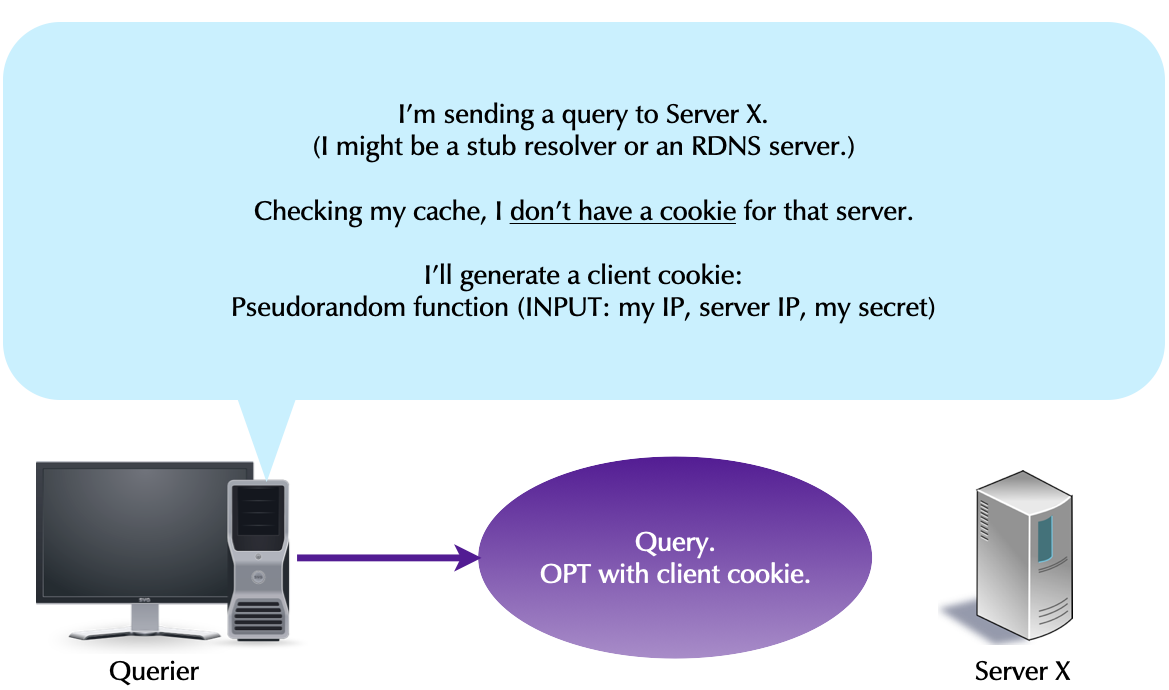 I'm sending a query to Server X.
(I might be a stub resolver or an RDNS server.)
Checking my cache, I don't have a cookie for that server.
I'll generate a client cookie:
Pseudorandom function (INPUT: my IP, server IP, my secret)
Query.
OPT with client cookie.
Querier
Server X